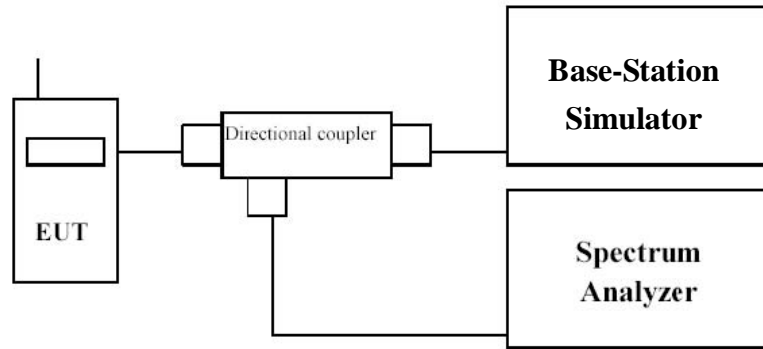 Base-Station
Simulator
Directional coupler
EUT
Spectrum
Analyzer